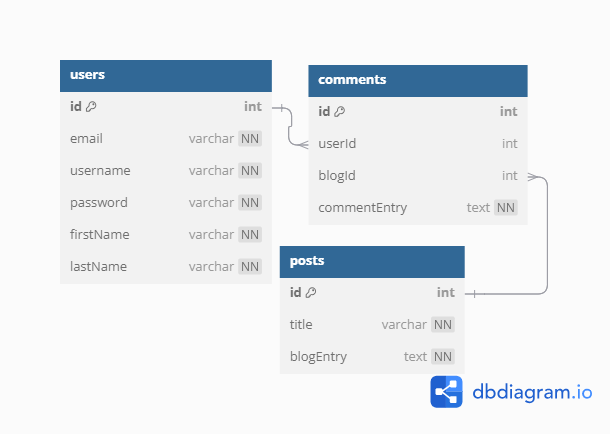 users
id int
email varchar NN
username varchar NN
password varchar NN
firstName varchar NN
lastName varchar NN
comments
id int
userId int
blogId int
commentEntry text NN
posts
id int
title varchar NN
blogEntry text NN
dbdiagram.io